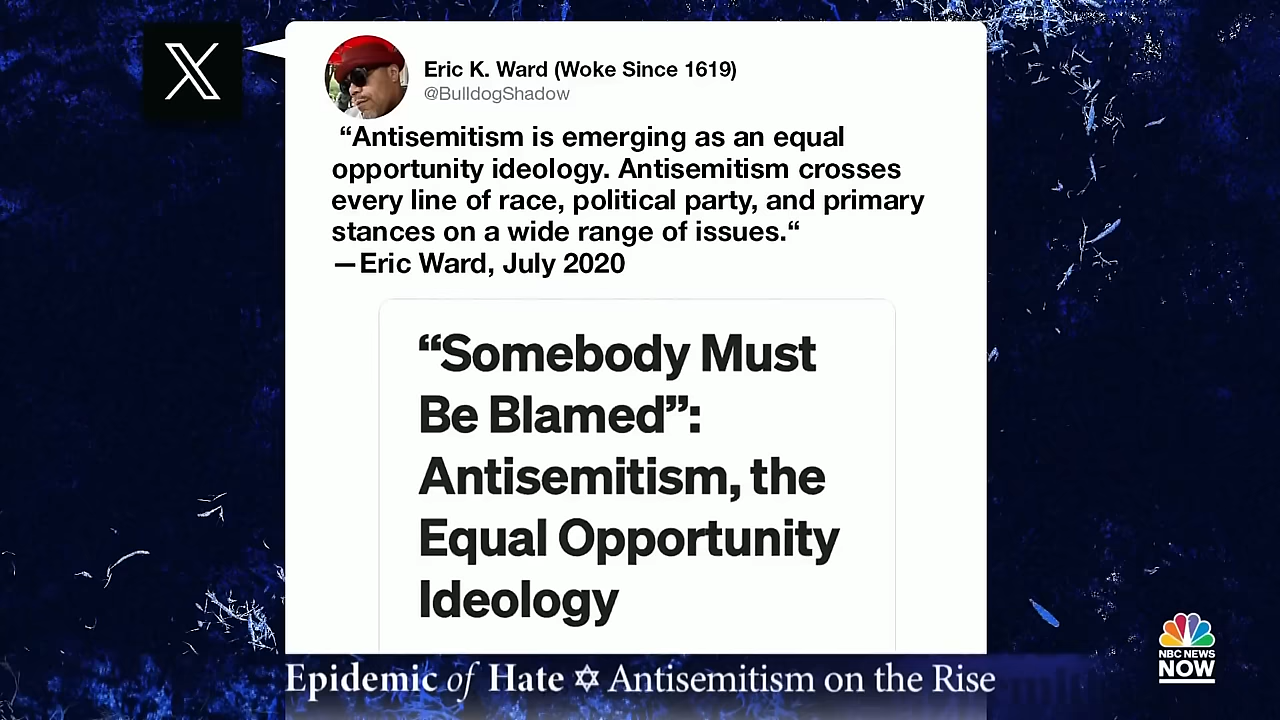 X
Eric K. Ward (Woke Since 1619)
@BulldogShadow
“Antisemitism is emerging as an equal
opportunity ideology. Antisemitism crosses
every line of race, political party, and primary
stances on a wide range of issues.“
—Eric Ward, July 2020
“Somebody Must
Be Blamed”:
Antisemitism, the
Equal Opportunity
Ideology
Epidemic of Hate ✡ Antisemitism on the Rise
NBC NEWS
NOW